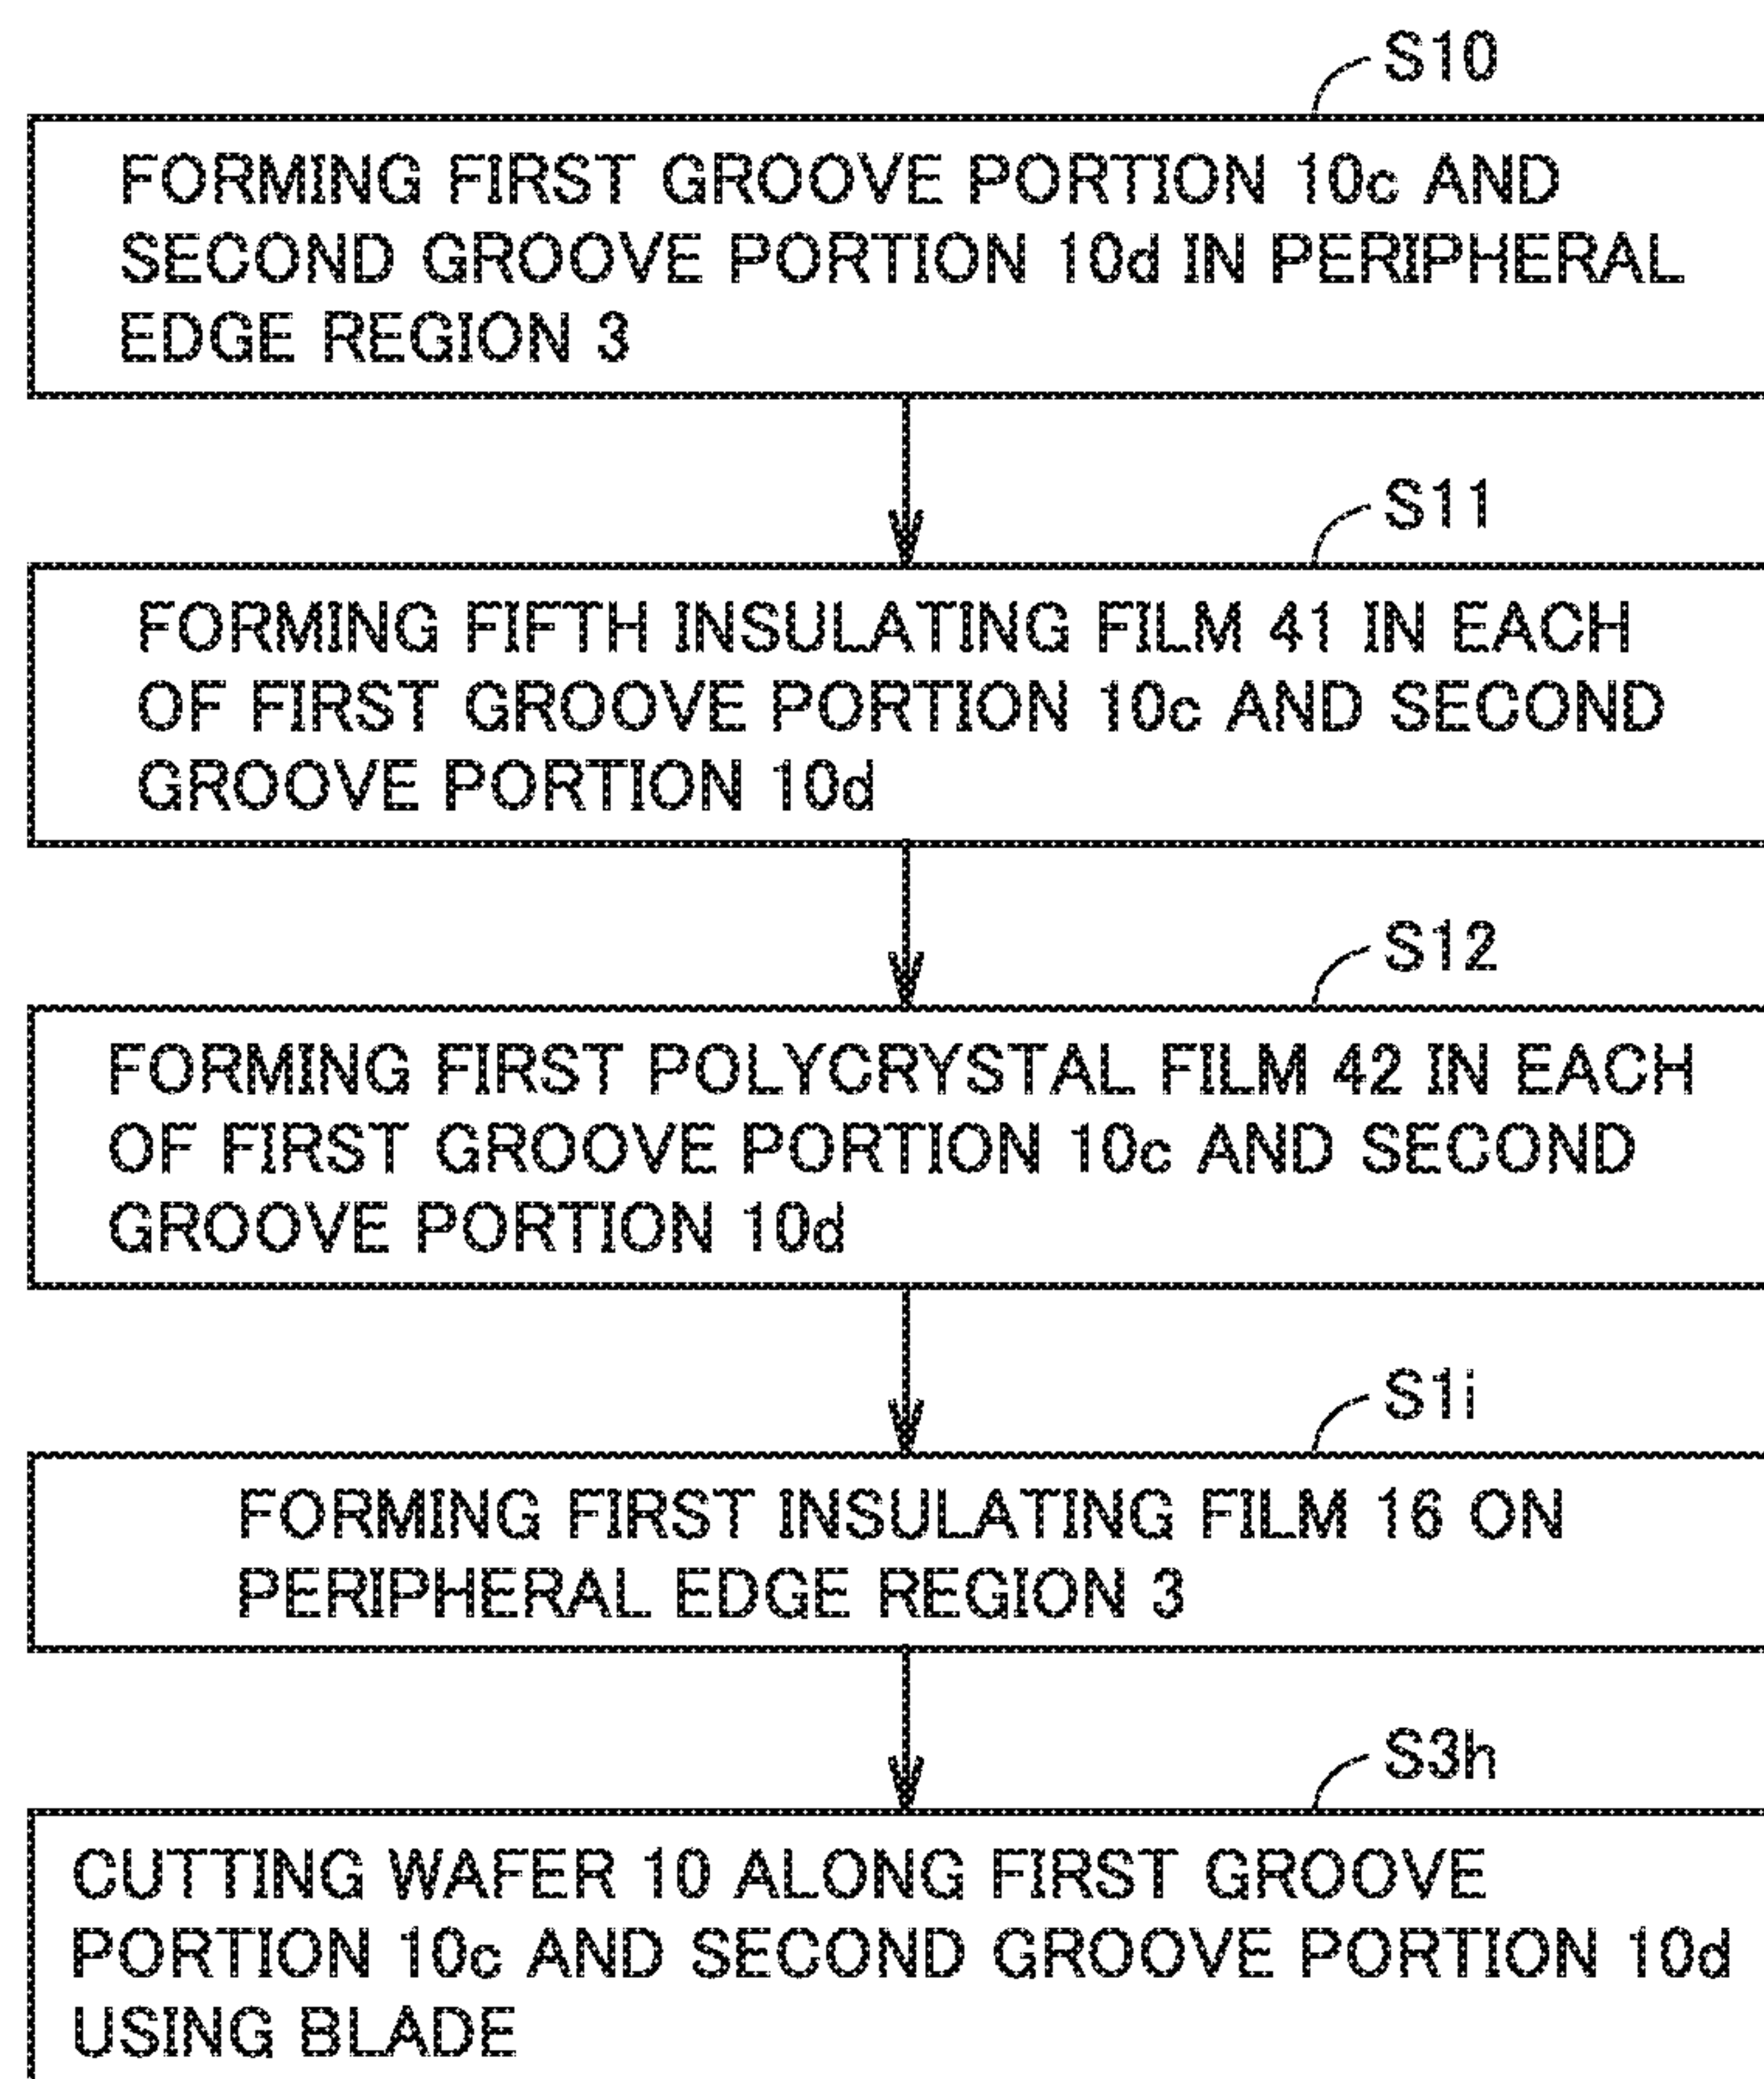 S10
FORMING FIRST GROOVE PORTION 10c AND
SECOND GROOVE PORTION 10d IN PERIPHERAL
EDGE REGION 3
S11
FORMING FIFTH INSULATING FILM 41 IN EACH
OF FIRST GROOVE PORTION 10c AND SECOND
GROOVE PORTION 10d
S12
FORMING FIRST POLYCRYSTAL FILM 42 IN EACH
OF FIRST GROOVE PORTION 10c AND SECOND
GROOVE PORTION 10d
S1i
FORMING FIRST INSULATING FILM 16 ON
PERIPHERAL EDGE REGION 3
S3h
CUTTING WAFER 10 ALONG FIRST GROOVE
PORTION 10c AND SECOND GROOVE PORTION 10d
USING BLADE